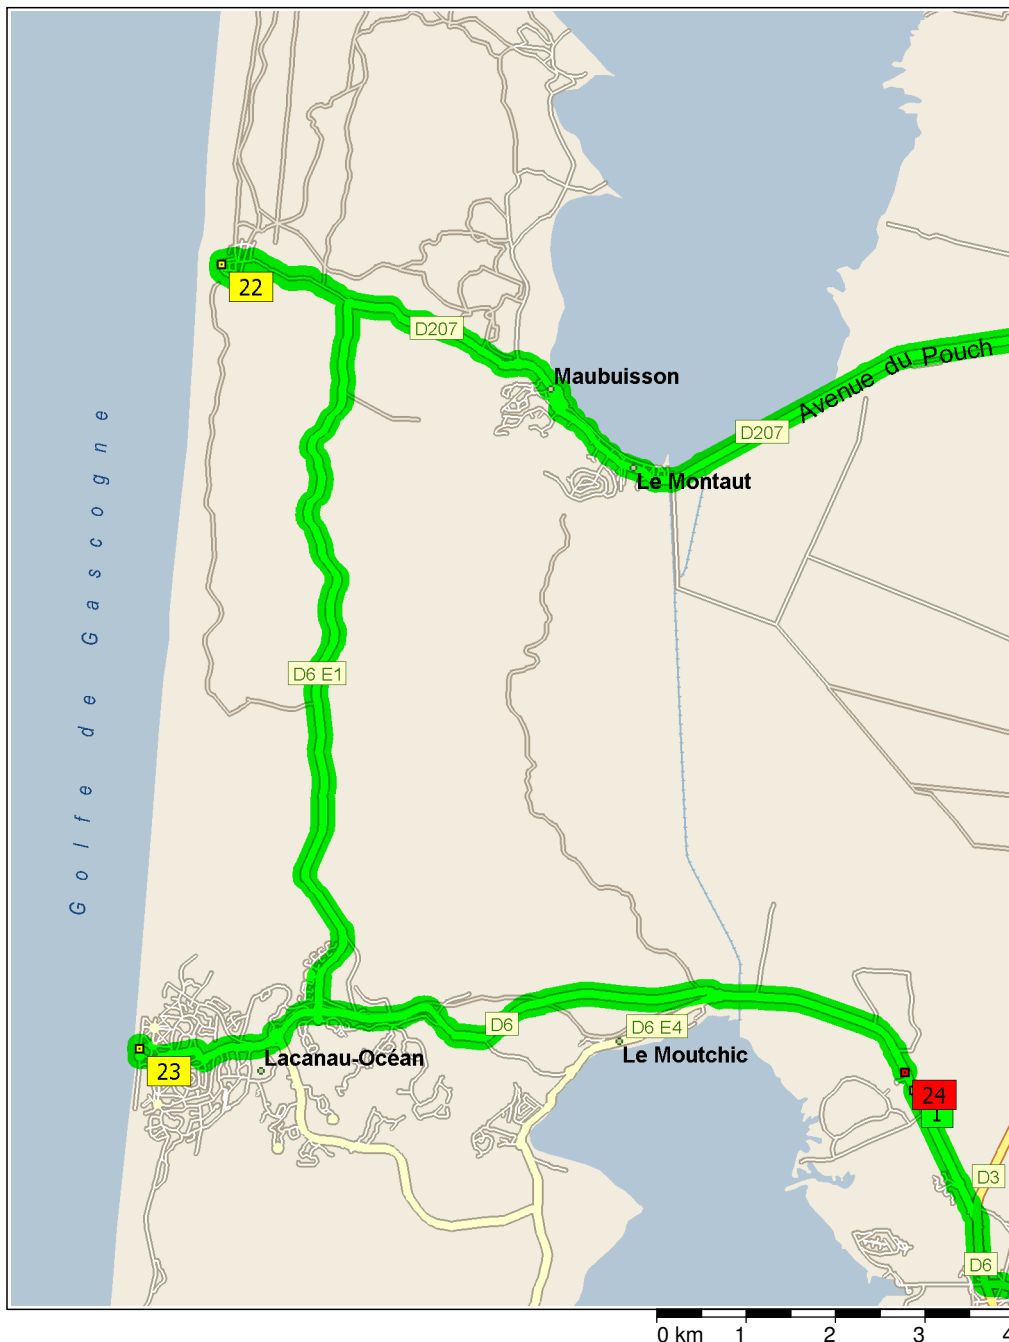 22
D207
Maubuisson
Avenue du Pouch
D207
Le Montaut
Golfe de Gascogne
D6 E1
D6
D6 E4
Le Moutchic
Lacanau-Océan
23
24
1
D3
D6
0 km 1 2 3 4